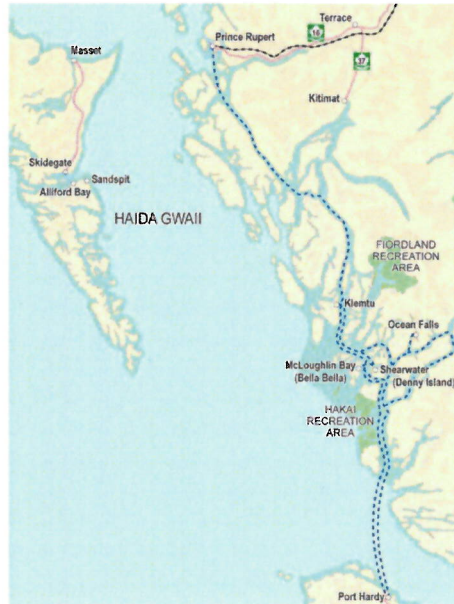 Terrace
Prince Rupert
16
Masset
37
Kitimat
Skidegate
Sandspit
Alliford Bay
HAIDA GWAII
FIORDLAND
RECREATION
AREA
Klemtu
Ocean Falls
McLoughlin Bay
(Bella Bella)
Shearwater
(Denny Island)
HAKAI
RECREATION
AREA
Port Hardy